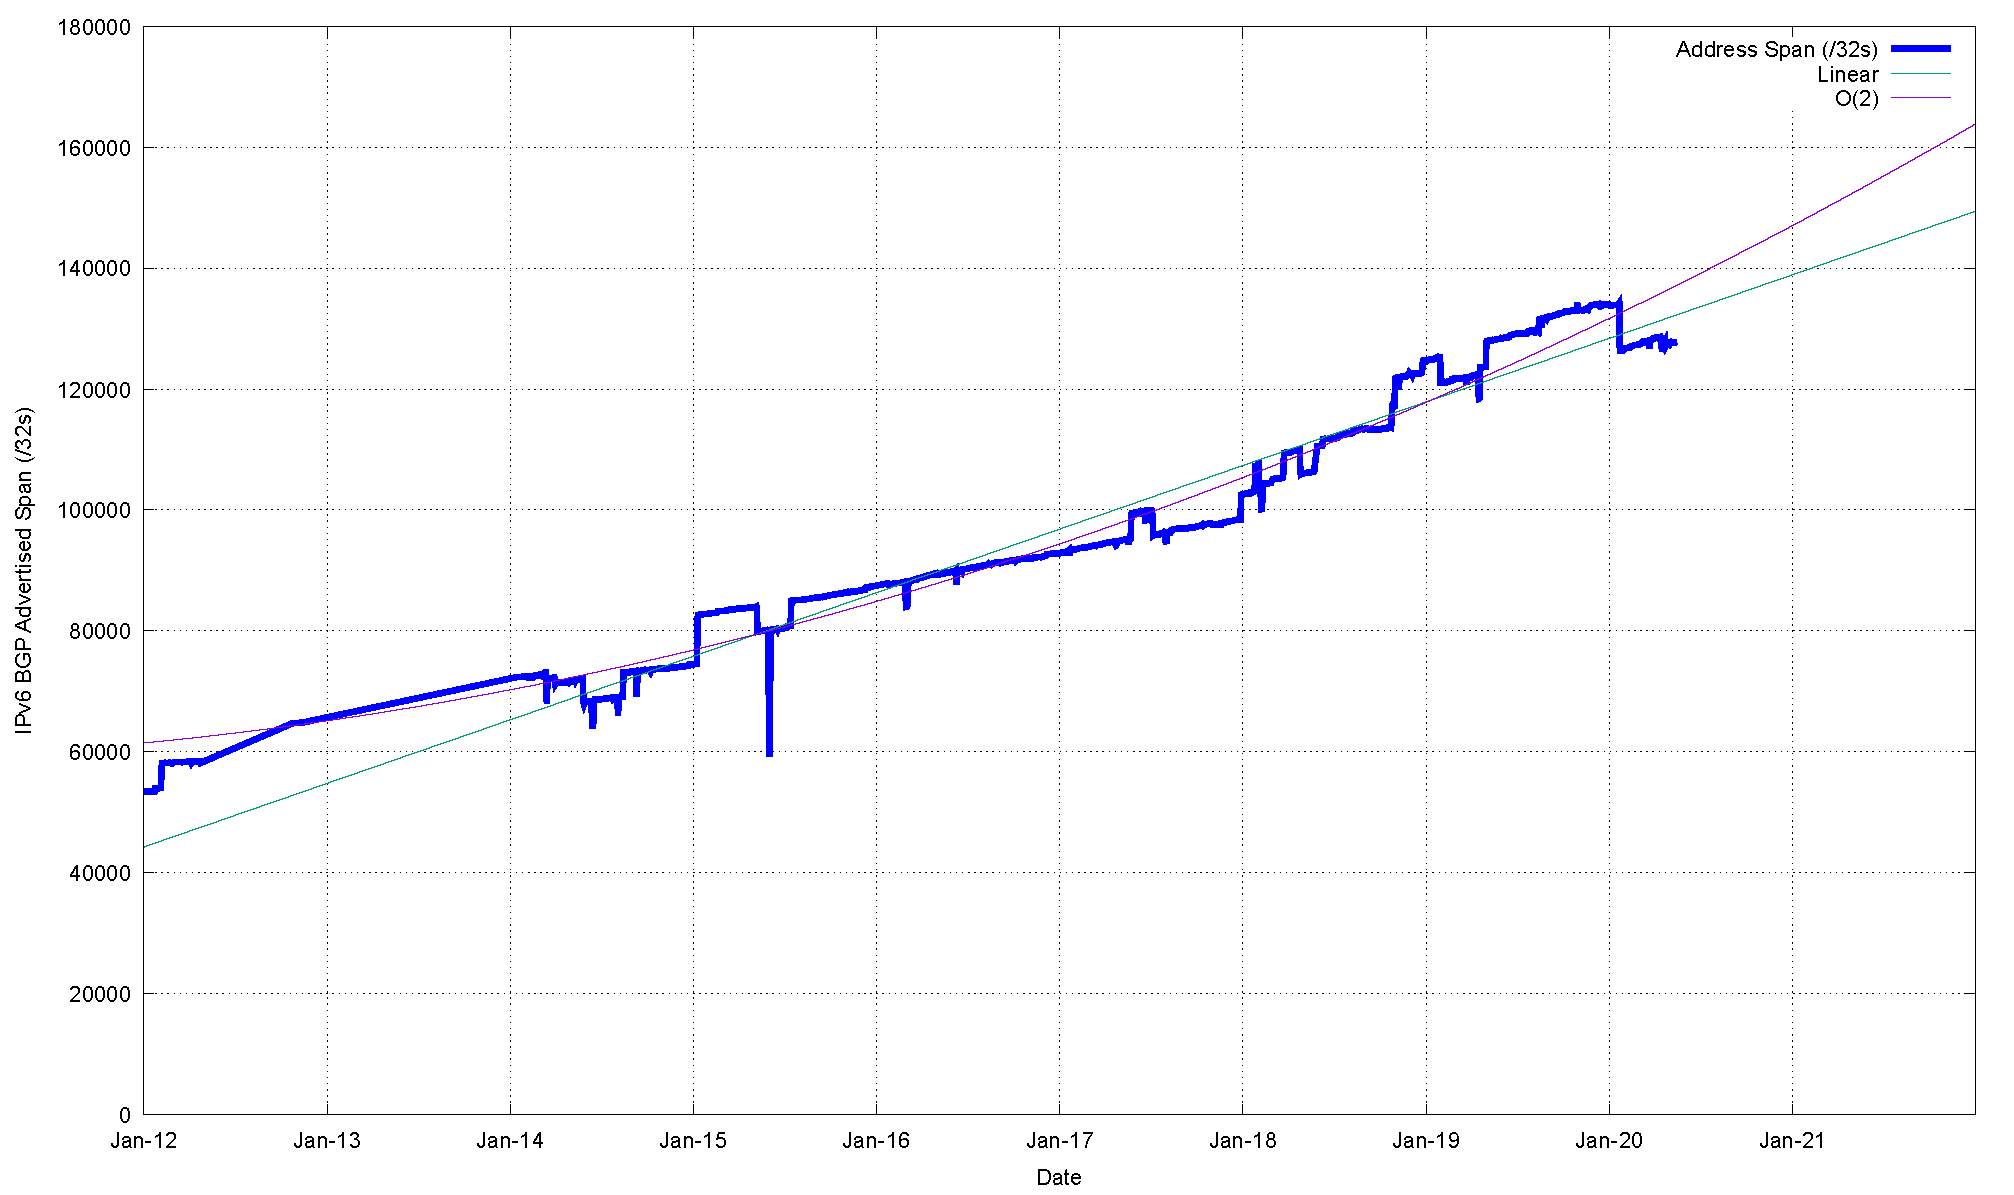 180000
160000
140000
120000
100000
80000
60000
40000
20000
0
IPv6 BGP Advertised Span (/32s)
Address Span (/32s)
Linear
O(2)
Jan-12 Jan-13 Jan-14 Jan-15 Jan-16 Jan-17 Jan-18 Jan-19 Jan-20 Jan-21
Date